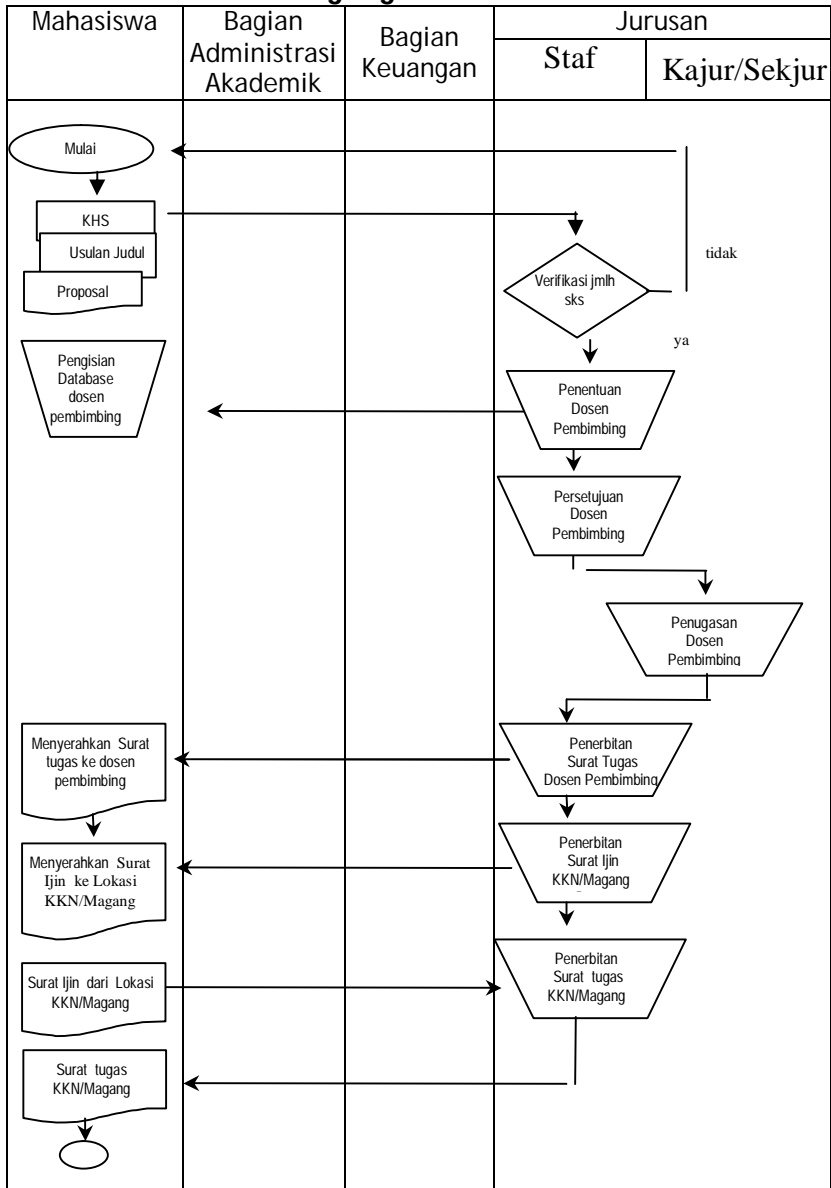 Mahasiswa
Bagian
Administrasi
Akademik
Bagian
Keuangan
Jurusan
Staf
Kajur/Sekjur
Mulai
KHS
Usulan Judul
Proposal
Verifikasi jmlh
sks
tidak
ya
Pengisian
Database
dosen
pembimbing
Penentuan
Dosen
Pembimbing
Persetujuan
Dosen
Pembimbing
Penugasan
Dosen
Pembimbing
Menyerahkan Surat
tugas ke dosen
pembimbing
Penerbitan
Surat Tugas
Dosen Pembimbing
Menyerahkan Surat
Ijin ke Lokasi
KKN/Magang
Penerbitan
Surat Ijin
KKN/Magang
Surat Ijin dari Lokasi
KKN/Magang
Penerbitan
Surat tugas
KKN/Magang
Surat tugas
KKN/Magang